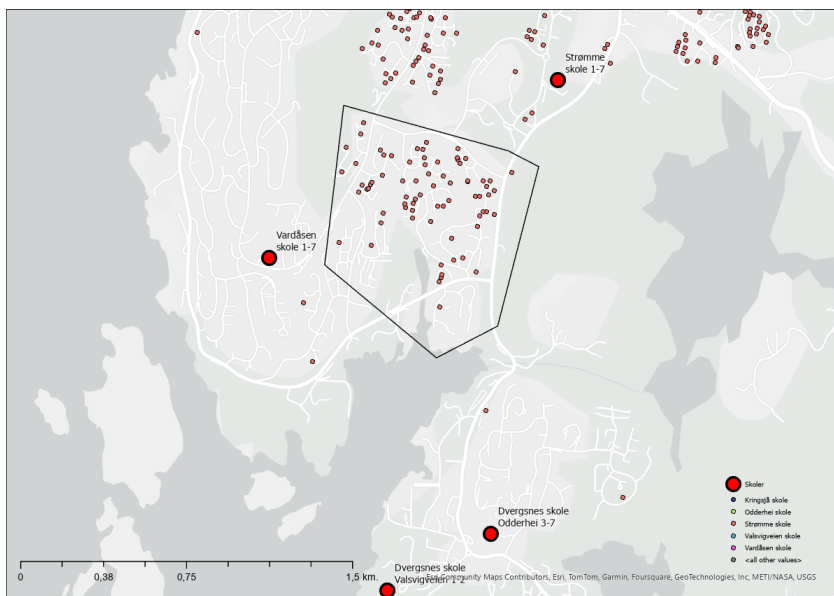 Strømme
skole 1-7
Vardåsen
skole 1-7
Dvergsnes skole
Odderhei 3-7
Dvergsnes skole
Valsvigveien 1-2
Skoler
Kringsjå skole
Odderhei skole
Strømme skole
Valsvigveien skole
Vardåsen skole
<all other values>
0 0,38 0,75 1,5 km
Esri Community Maps Contributors, Esri, TomTom, Garmin, Foursquare, GeoTechnologies, Inc, METI/NASA, USGS